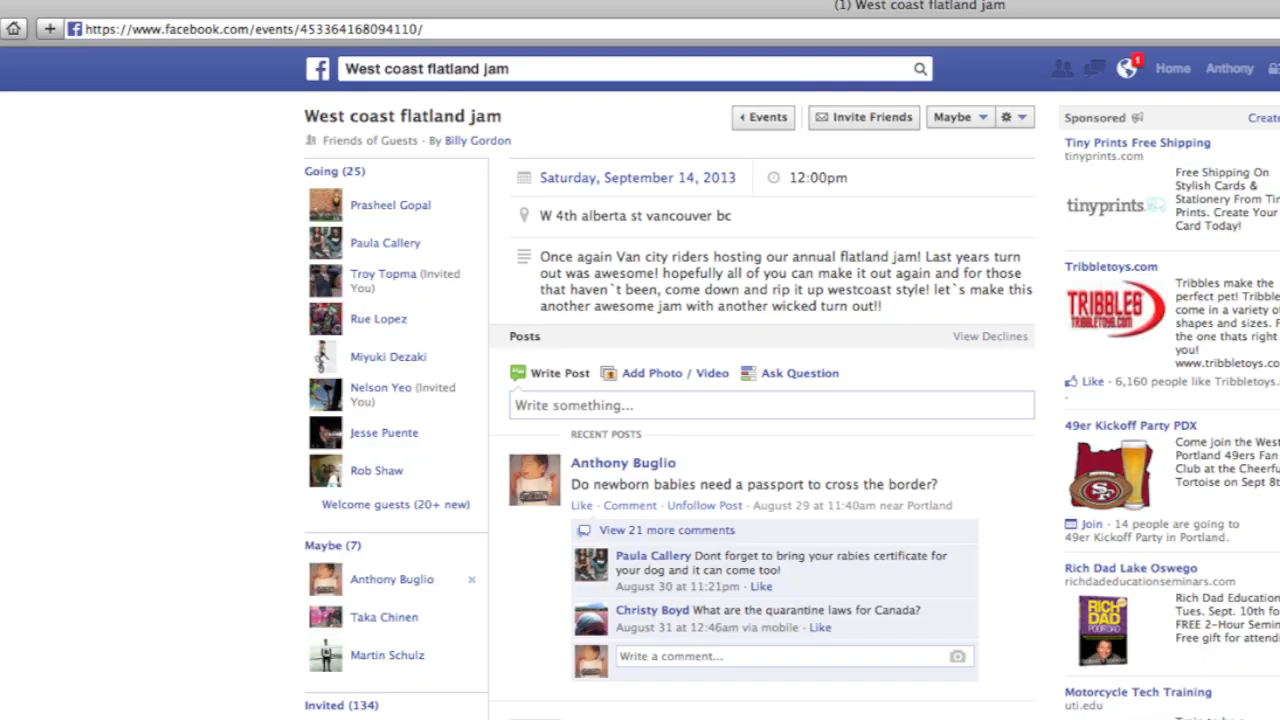 (1) West coast flatland jam
https://www.facebook.com/events/453364168094110/
West coast flatland jam
1
Home
Anthony
West coast flatland jam
Events
Invite Friends
Maybe
Friends of Guests · By Billy Gordon
Going (25)
Prasheel Gopal
Paula Callery
Troy Topma (Invited
You)
Rue Lopez
Miyuki Dezaki
Nelson Yeo (Invited
You)
Jesse Puente
Rob Shaw
Welcome guests (20+ new)
Maybe (7)
Anthony Buglio
Taka Chinen
Martin Schulz
Invited (134)
Saturday, September 14, 2013
12:00pm
W 4th alberta st vancouver bc
Once again Van city riders hosting our annual flatland jam! Last years turn
out was awesome! hopefully all of you can make it out again and for those
that haven`t been, come down and rip it up westcoast style! let`s make this
another awesome jam with another wicked turn out!!
Posts
View Declines
Write Post
Add Photo / Video
Ask Question
Write something...
RECENT POSTS
Anthony Buglio
Do newborn babies need a passport to cross the border?
Like · Comment · Unfollow Post · August 29 at 11:40am near Portland
View 21 more comments
Paula Callery Dont forget to bring your rabies certificate for
your dog and it can come too!
August 30 at 11:21pm · Like
Christy Boyd What are the quarantine laws for Canada?
August 31 at 12:46am via mobile · Like
Write a comment...
Sponsored
Create
Tiny Prints Free Shipping
tinyprints.com
tinyprints.
Free Shipping On
Stylish Cards &
Stationery From Tin
Prints. Create Your
Card Today!
Tribbletoys.com
TRIBBLES
TRIBBLETOYS.COM
Tribbles make the
perfect pet! Tribble
come in a variety of
shapes and sizes. F
the one thats right
you!
www.tribbletoys.co
Like · 6,160 people like Tribbletoys.
.
49er Kickoff Party PDX
SF
Come join the West
Portland 49ers Fan
Club at the Cheerfu
Tortoise on Sept 8t
Join · 14 people are going to
49er Kickoff Party in Portland.
Rich Dad Lake Oswego
richdadeducationseminars.com
RICH
DAD
POOR DAD
Rich Dad Education
Tues. Sept. 10th fo
FREE 2-Hour Semin
Free gift for attendi
Motorcycle Tech Training
uti.edu